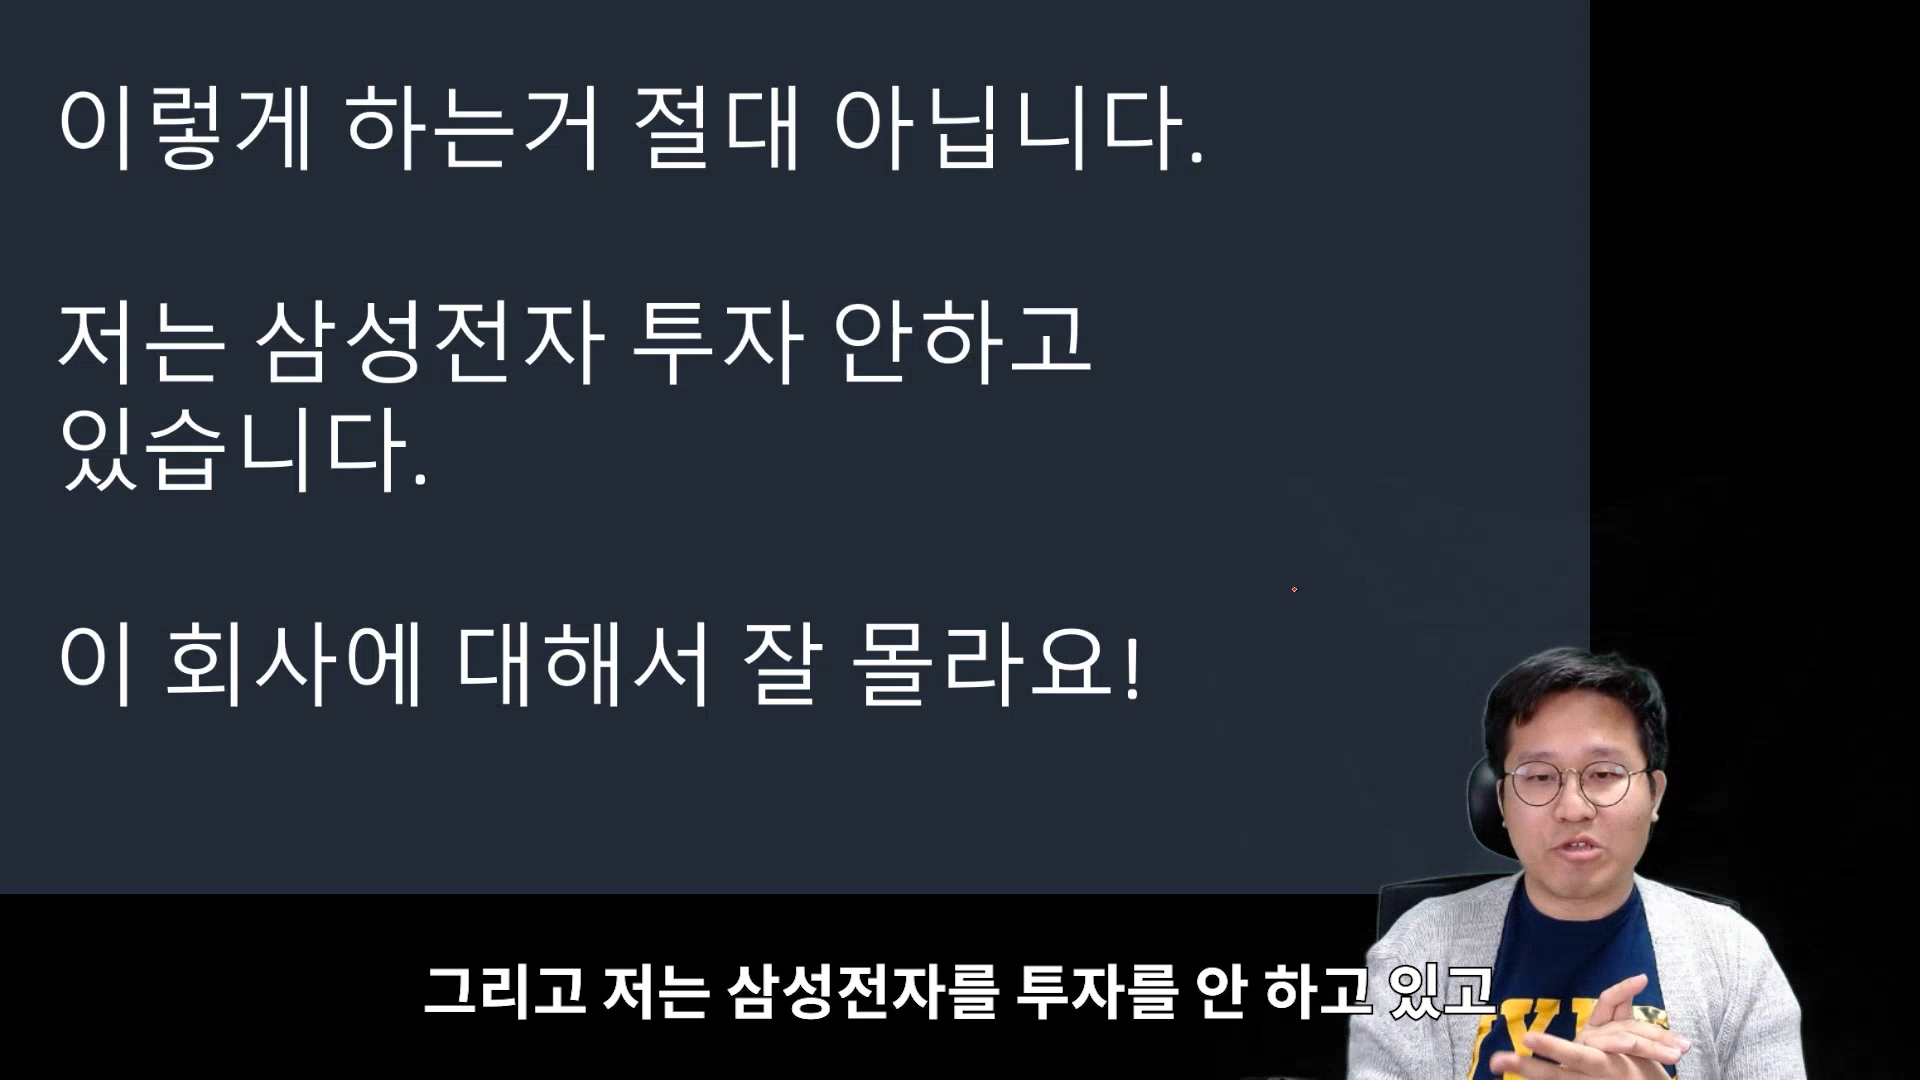 이렇게 하는거 절대 아닙니다.
저는 삼성전자 투자 안하고
있습니다.
이 회사에 대해서 잘 몰라요!
그리고 저는 삼성전자를 투자를 안 하고 있고